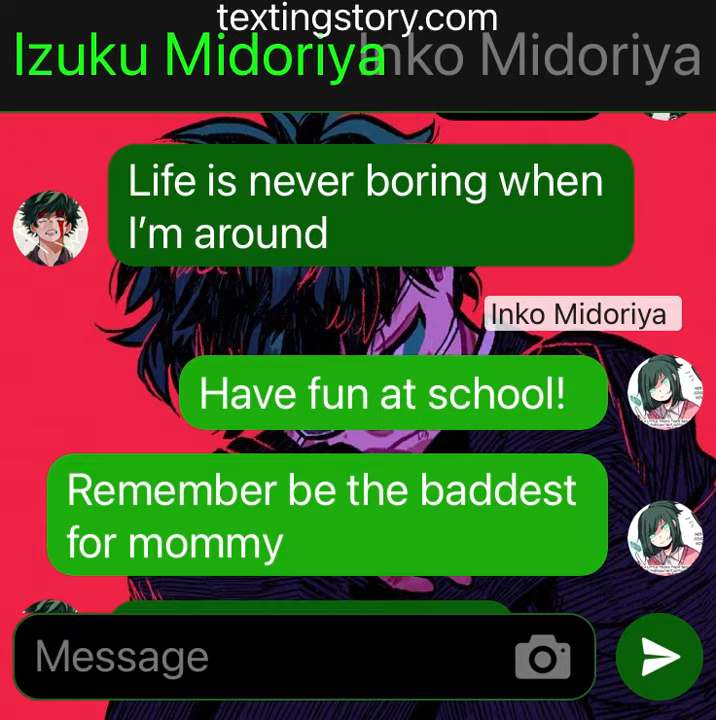 textingstory.com
Izuku Midoriya Inko Midoriya
Life is never boring when
I'm around
Inko Midoriya
Have fun at school!
Remember be the baddest
for mommy
Message